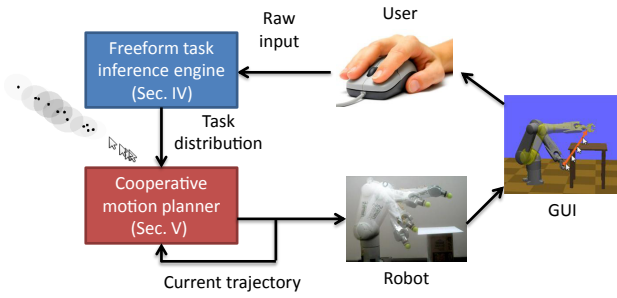 User
Raw
input
Freeform task
inference engine
(Sec. IV)
Task
distribution
Cooperative
motion planner
(Sec. V)
GUI
Current trajectory
Robot